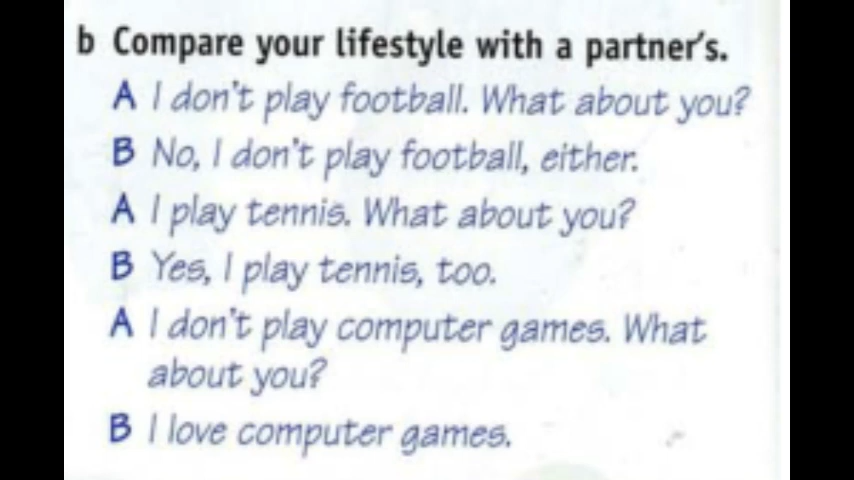 b Compare your lifestyle with a partner's.
A I don't play football. What about you?
B No, I don't play football, either.
A I play tennis. What about you?
B Yes, I play tennis, too.
A I don't play computer games. What
about you?
B I love computer games.